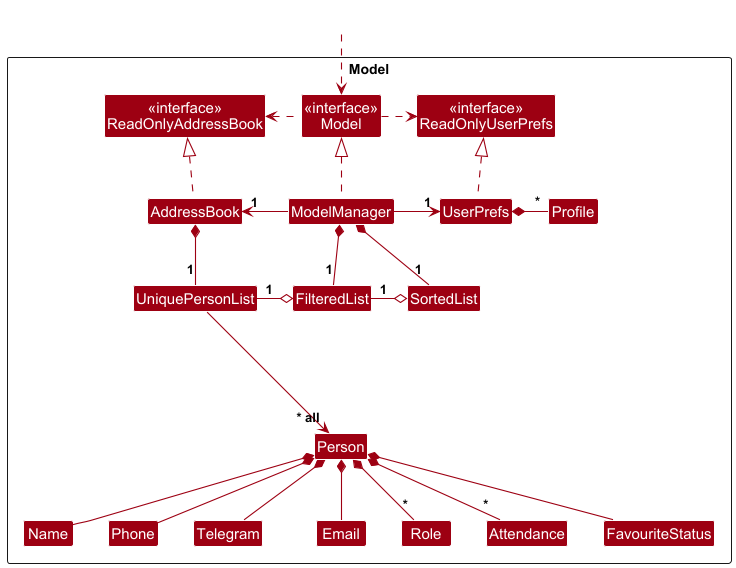 Model
«interface»
ReadOnlyAddressBook
«interface»
Model
«interface»
ReadOnlyUserPrefs
AddressBook
1
ModelManager
1
UserPrefs
*
Profile
1
1
1
UniquePersonList
1
FilteredList
1
SortedList
* all
Person
*
*
Name
Phone
Telegram
Email
Role
Attendance
FavouriteStatus